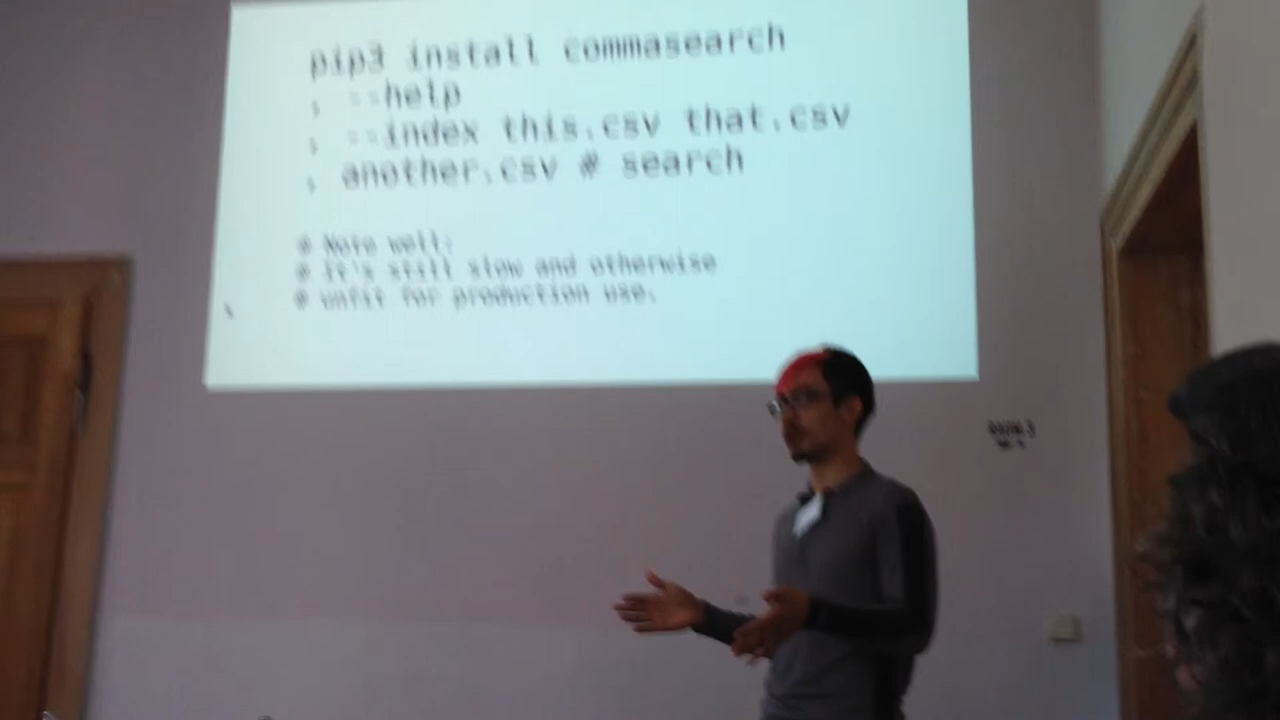 pip3 install commasearch
, --help
, --index this.csv that.csv
, another.csv # search
# Note well:
# It's still slow and otherwise
# unfit for production use.